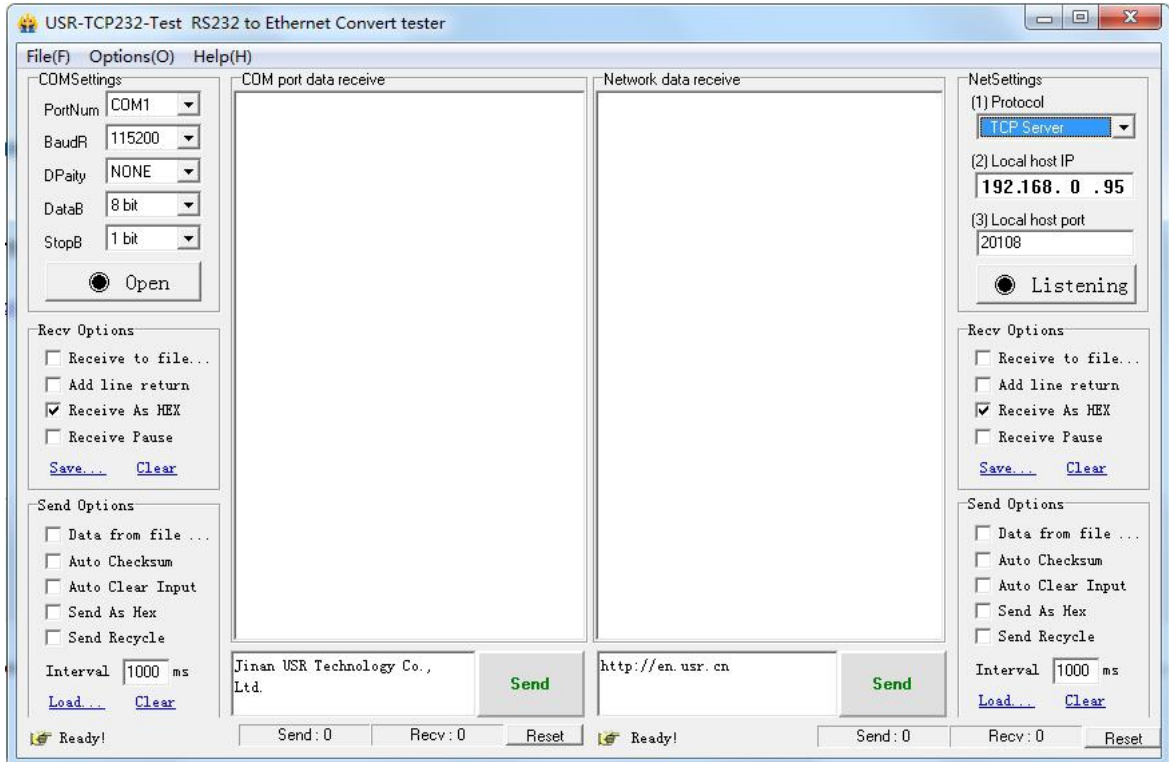 USR-TCP232-Test RS232 to Ethernet Convert tester
File(F) Options(O) Help(H)
COMSettings
PortNum COM1
BaudR 115200
DPaity NONE
DataB 8 bit
StopB 1 bit
Open
Recv Options
Receive to file...
Add line return
Receive As HEX
Receive Pause
Save... Clear
Send Options
Data from file ...
Auto Checksum
Auto Clear Input
Send As Hex
Send Recycle
Interval 1000 ms
Load... Clear
COM port data receive
Jinan USR Technology Co.,
Ltd.
Send
Network data receive
http://en.usr.cn
Send
NetSettings
(1) Protocol
TCP Server
(2) Local host IP
192.168. 0 .95
(3) Local host port
20108
Listening
Recv Options
Receive to file...
Add line return
Receive As HEX
Receive Pause
Save... Clear
Send Options
Data from file ...
Auto Checksum
Auto Clear Input
Send As Hex
Send Recycle
Interval 1000 ms
Load... Clear
Ready! Send : 0 Recv : 0 Reset
Ready! Send : 0 Recv : 0 Reset